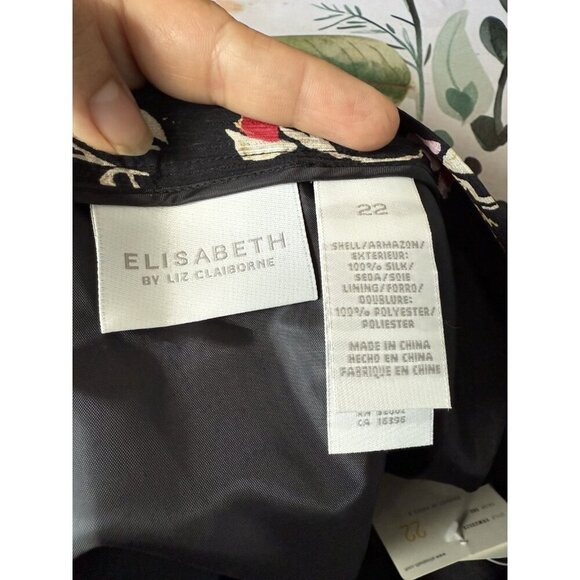 ELISABETH
BY LIZ CLAIBORNE
22
SHELL/ARMAZON/
EXTERIEUR:
100% SILK/
SEDA/SOIE
LINING/FORRO/
DOUBLURE:
100% POLYESTER/
POLIESTER
MADE IN CHINA
HECHO EN CHINA
FABRIQUE EN CHINE
CA 16396
22